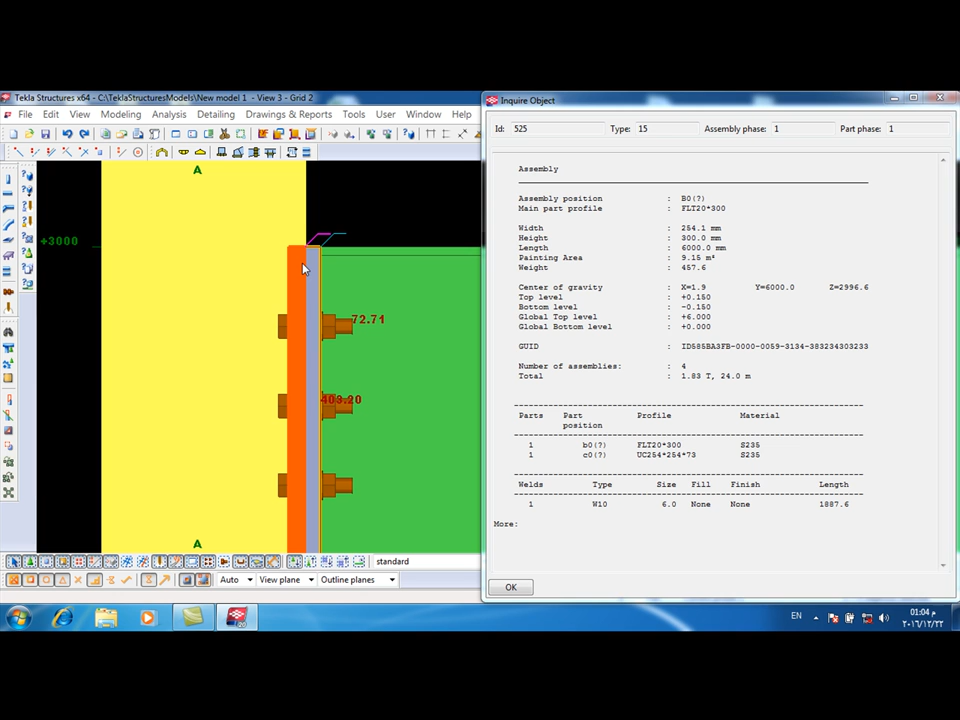 Tekla Structures x64 - C:\TeklaStructuresModels\New model 1 - View 3 - Grid 2
File Edit View Modeling Analysis Detailing Drawings & Reports Tools User Window Help
A
+3000
72.71
403.20
A
standard
Auto View plane Outline planes
Inquire Object
Id: 525 Type: 15 Assembly phase: 1 Part phase: 1
Assembly
Assembly position : B0(?)
Main part profile : FLT20*300
Width : 254.1 mm
Height : 300.0 mm
Length : 6000.0 mm
Painting Area : 9.15 m²
Weight : 457.6
Center of gravity : X=1.9 Y=6000.0 Z=2996.6
Top level : +0.150
Bottom level : -0.150
Global Top level : +6.000
Global Bottom level : +0.000
GUID : ID585BA3FB-0000-0059-3134-383234303233
Number of assemblies: : 4
Total : 1.83 T, 24.0 m
Parts Part position Profile Material
1 b0(?) FLT20*300 S235
1 c0(?) UC254*254*73 S235
Welds Type Size Fill Finish Length
1 W10 6.0 None None 1887.6
More:
OK
EN
01:04 م
٢٠١٦/١٢/٢٢